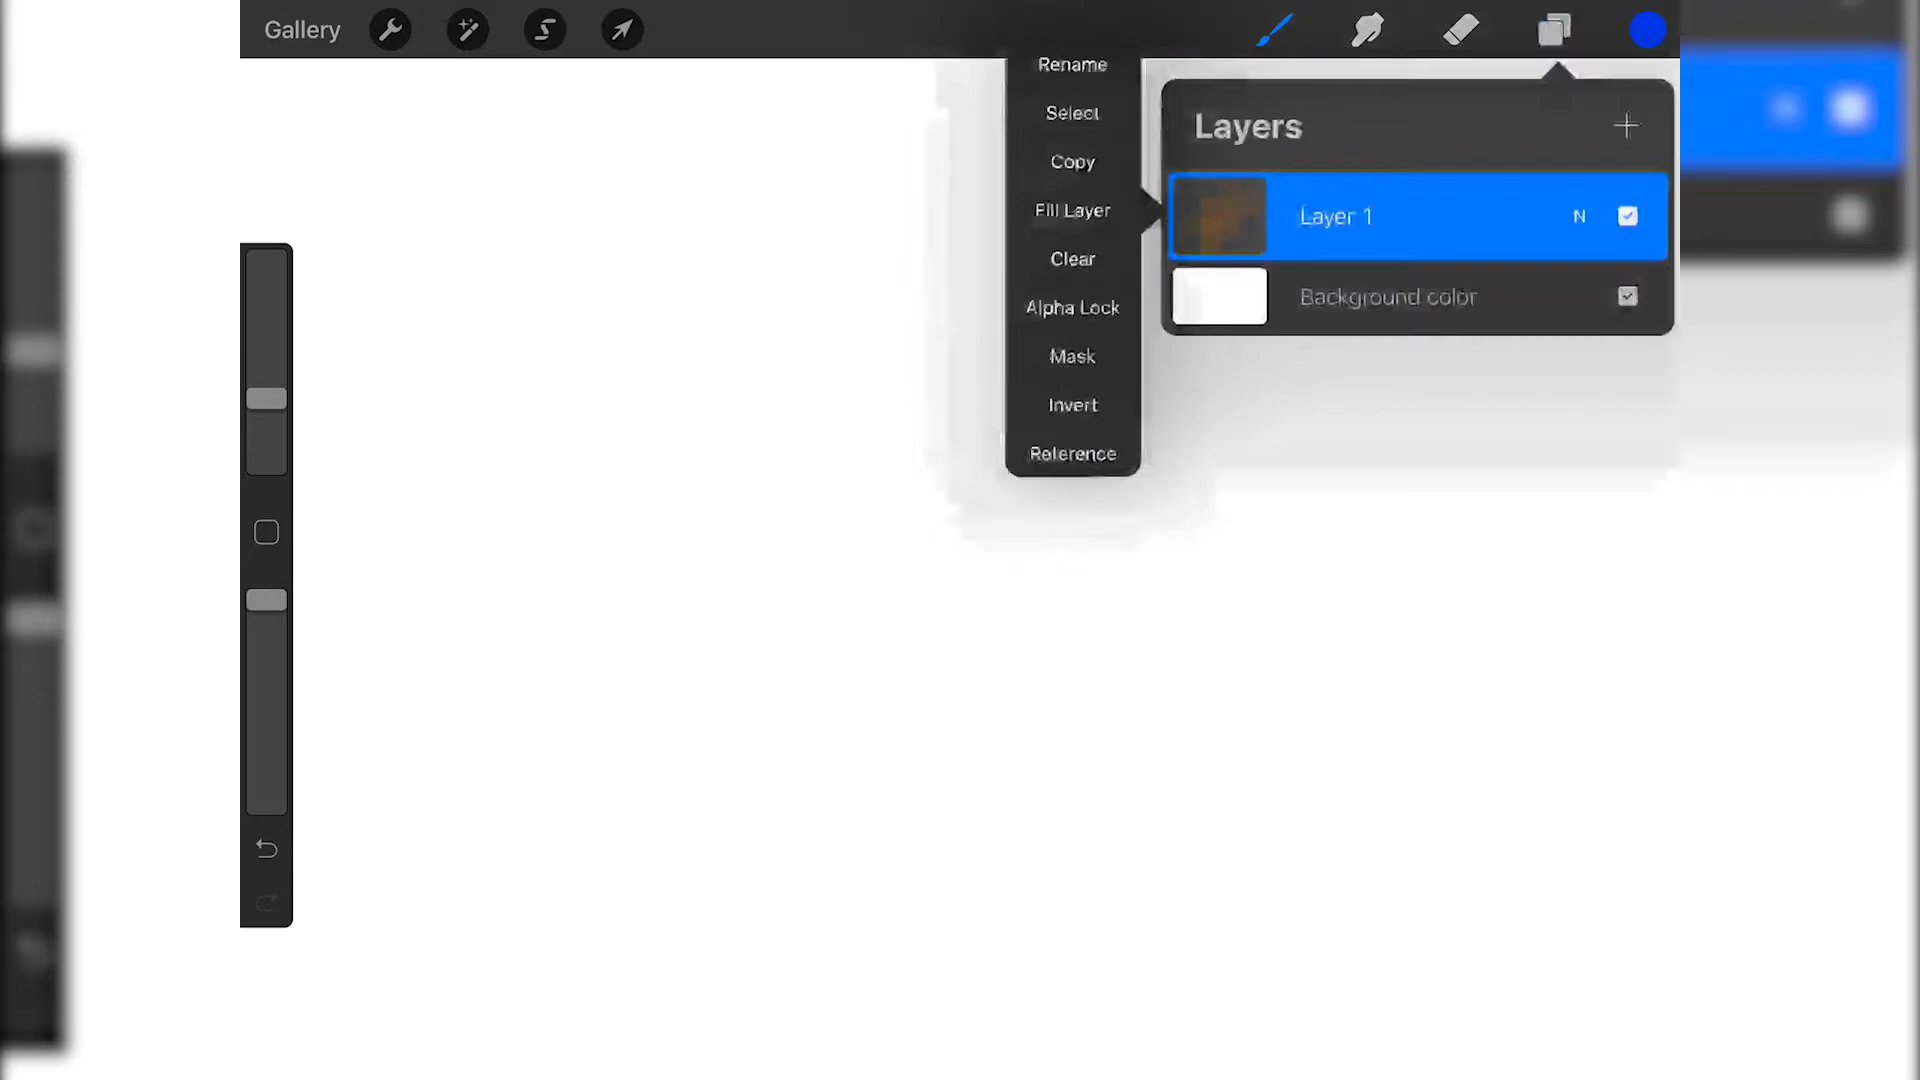 Gallery
Rename
Select
Copy
Fill Layer
Clear
Alpha Lock
Mask
Invert
Reference
Layers
Layer 1
N
Background color